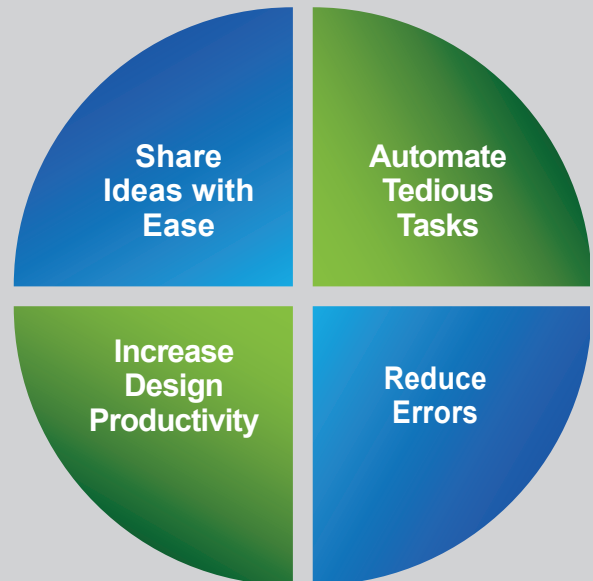 Share
Ideas with
Ease
Automate
Tedious
Tasks
Increase
Design
Productivity
Reduce
Errors